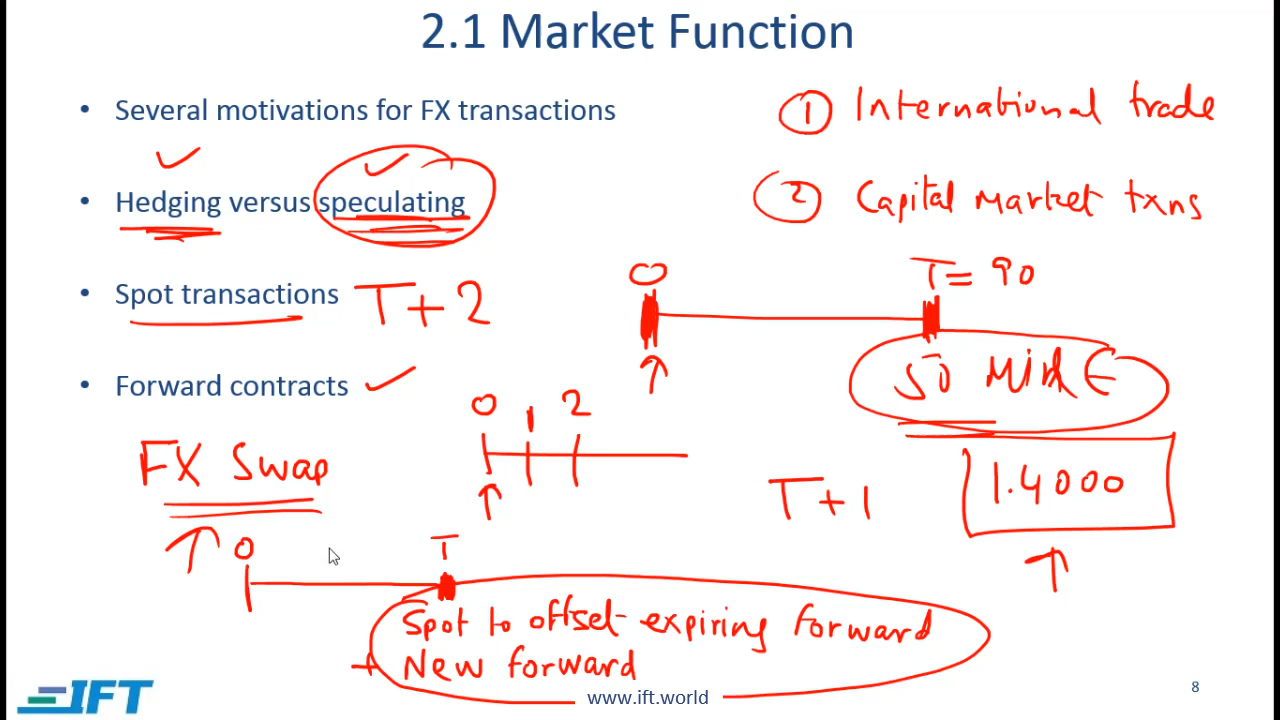 2.1 Market Function
• Several motivations for FX transactions
① International trade
• Hedging versus speculating
② Capital market txns
• Spot transactions T+2
0 T = 90
50 Mill €
• Forward contracts
0 1 2
FX Swap
T+1
1.4000
0 T
Spot to offset expiring forward
+ New forward
IFT
www.ift.world
8